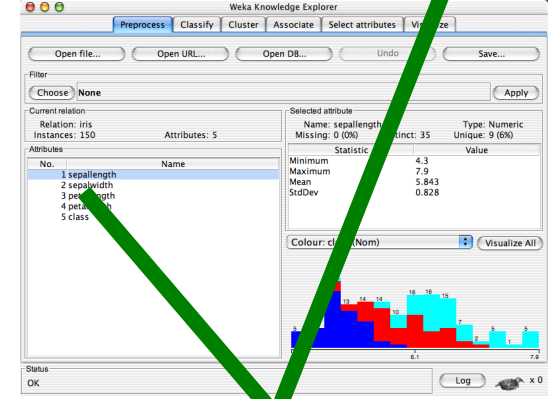 Weka Knowledge Explorer
Preprocess Classify Cluster Associate Select attributes
Open file... Open URL... Open DB... Undo Save...
Filter
Choose None Apply
Current relation
Relation: iris
Instances: 150 Attributes: 5
Attributes
No. Name
1 sepallength
2 sepalwidth
3
4
5 class
Selected attribute
Name: sepallength Type: Numeric
Missing: 0 (0%) 35 Unique: 9 (6%)
Statistic Value
Minimum 4.3
Maximum 7.9
Mean 5.843
StdDev 0.828
Colour: (Nom) Visualize All
16 16 15
13 14 14
10
7
5 5
2 1
6.1 7.9
Status
OK Log x 0